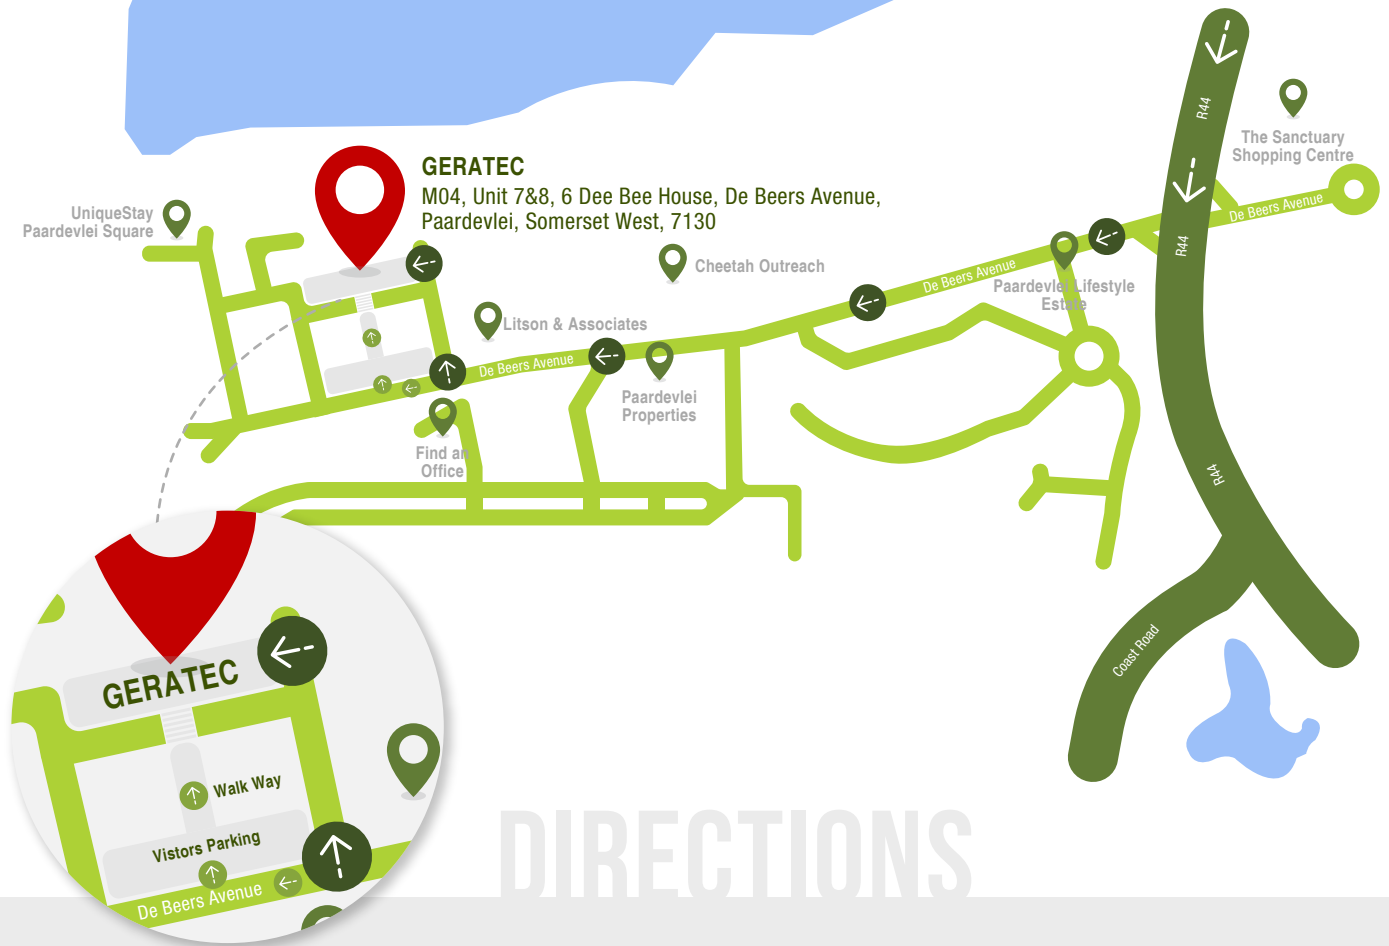 R44
The Sanctuary
Shopping Centre
GERATEC
M04, Unit 7&8, 6 Dee Bee House, De Beers Avenue,
Paardevlei, Somerset West, 7130
UniqueStay
Paardevlei Square
De Beers Avenue
R44
Cheetah Outreach
De Beers Avenue
Paardevlei Lifestyle
Estate
Litson & Associates
De Beers Avenue
Paardevlei
Properties
Find an
Office
R44
Coast Road
GERATEC
Walk Way
Vistors Parking
De Beers Avenue
DIRECTIONS